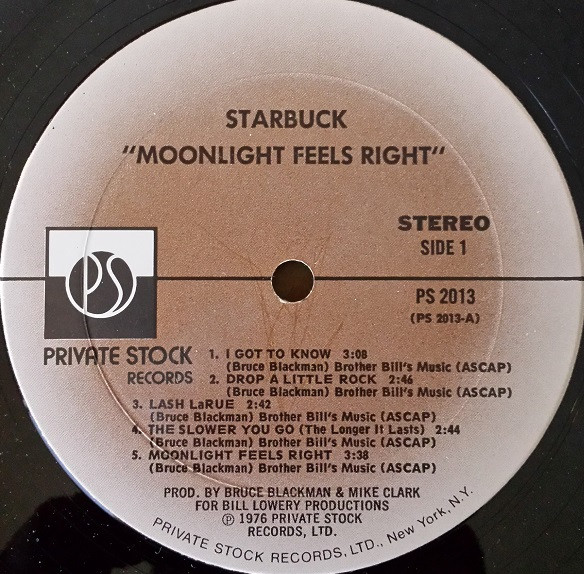 STARBUCK
"MOONLIGHT FEELS RIGHT"
STEREO
SIDE 1
PS 2013
(PS 2013-A)
PS
PRIVATE STOCK
RECORDS
1. I GOT TO KNOW 3:08
(Bruce Blackman) Brother Bill's Music (ASCAP)
2. DROP A LITTLE ROCK 2:46
(Bruce Blackman) Brother Bill's Music (ASCAP)
3. LASH LaRUE 2:42
(Bruce Blackman) Brother Bill's Music (ASCAP)
4. THE SLOWER YOU GO (The Longer It Lasts) 2:44
(Bruce Blackman) Brother Bill's Music (ASCAP)
5. MOONLIGHT FEELS RIGHT 3:38
(Bruce Blackman) Brother Bill's Music (ASCAP)
PROD. BY BRUCE BLACKMAN & MIKE CLARK
FOR BILL LOWERY PRODUCTIONS
℗ 1976 PRIVATE STOCK
RECORDS, LTD.
PRIVATE STOCK RECORDS, LTD., New York, N.Y.